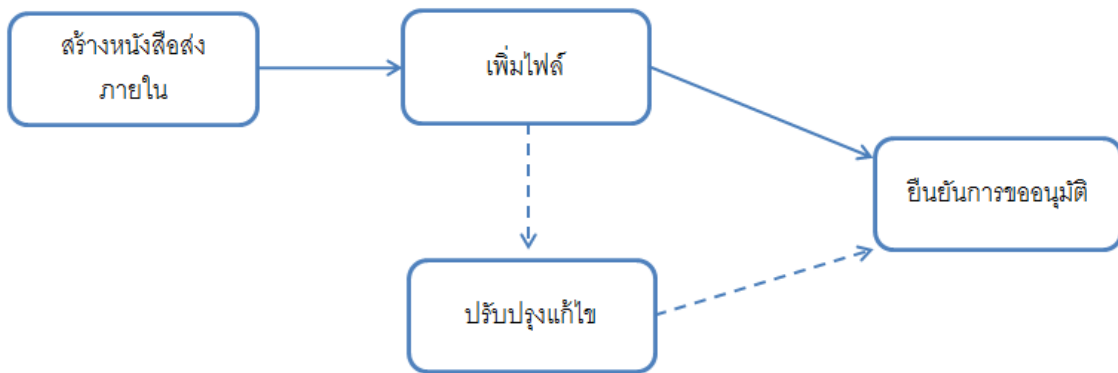 สร้างหนังสือส่ง
ภายใน
เพิ่มไฟล์
ยืนยันการขออนุมัติ
ปรับปรุงแก้ไข